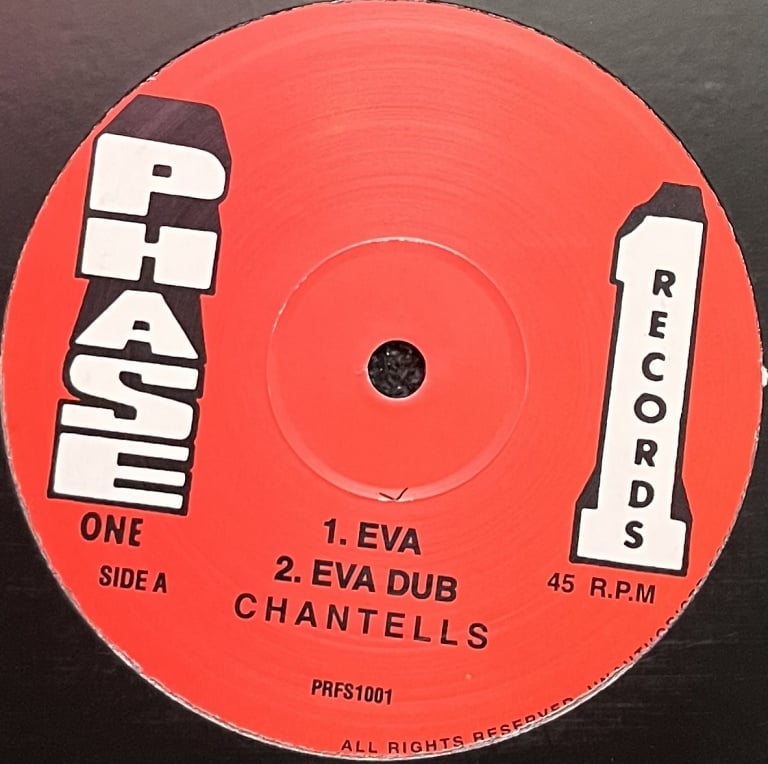 PHASE
ONE
SIDE A
1
RECORDS
45 R.P.M
1. EVA
2. EVA DUB
CHANTELLS
PRFS1001
ALL RIGHTS RESERVED